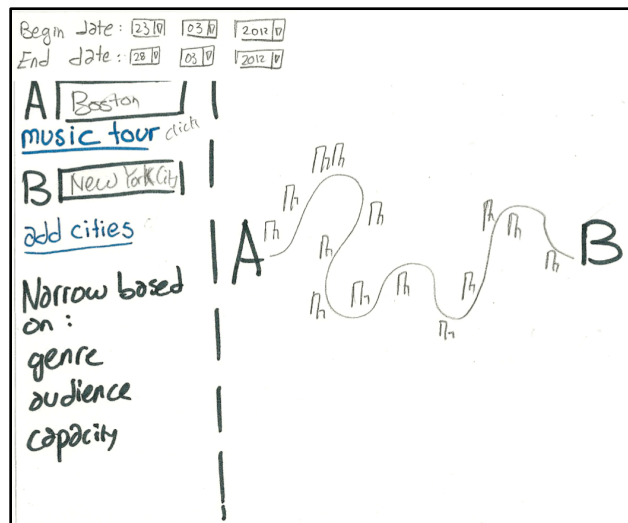 Begin date: 23 03 2012
End date: 28 03 2012
A Boston
music tour click
B New York City
add cities
Narrow based
on:
genre
audience
capacity
A
B